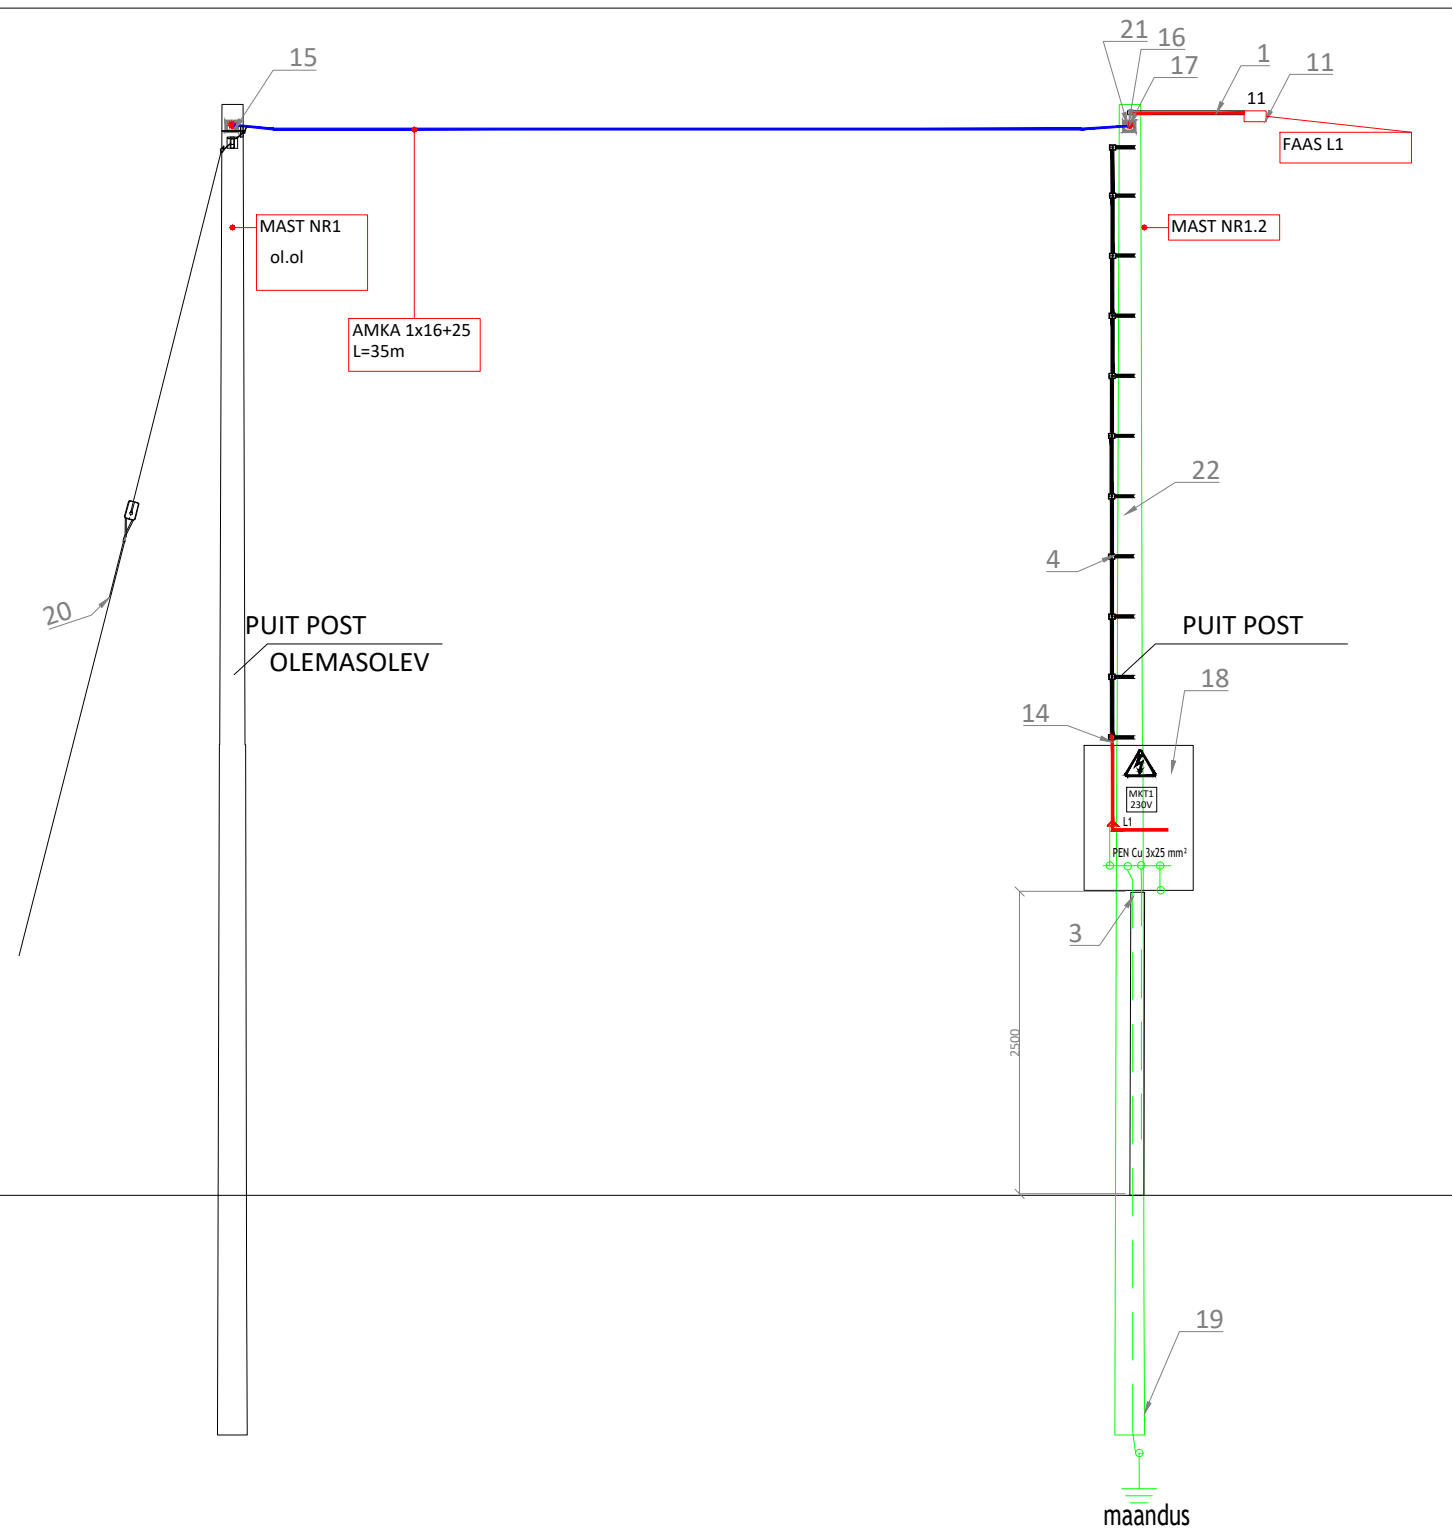 15
21
16
17
1
11
11
FAAS L1
MAST NR1
ol.ol
MAST NR1.2
AMKA 1x16+25
L=35m
22
4
20
PUIT POST
OLEMASOLEV
PUIT POST
18
14
MKT1
230V
L1
PEN Cu 3x25 mm²
3
2500
19
maandus